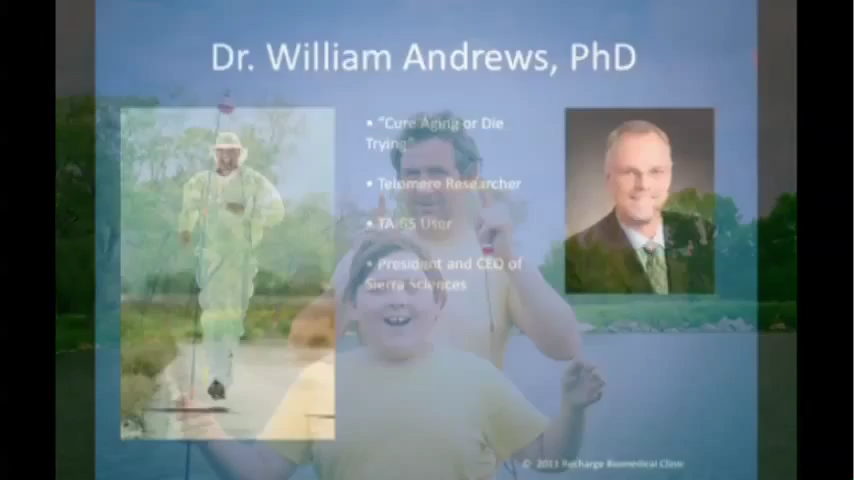 Dr. William Andrews, PhD
• "Cure Aging or Die
Trying"
• Telomere Researcher
• TA-65 User
• President and CEO of
Sierra Sciences
© 2011 Recharge Biomedical Clinic